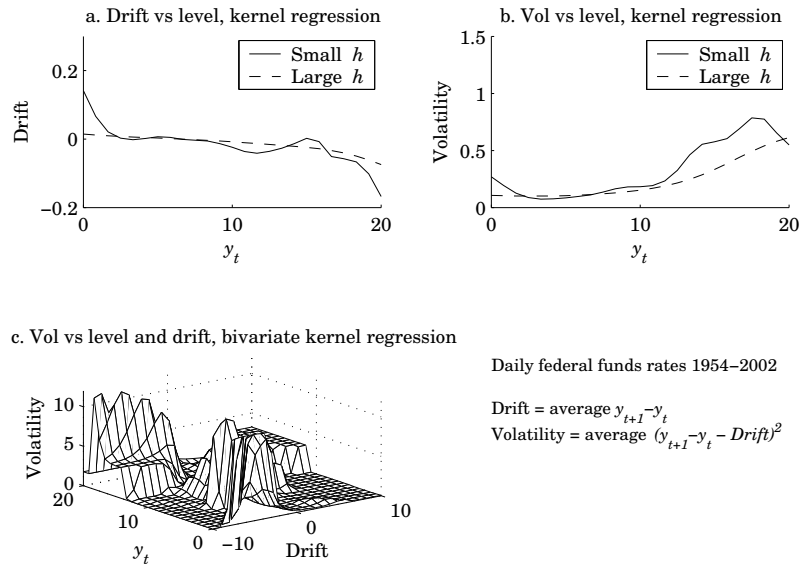 a. Drift vs level, kernel regression
0.2
0
−0.2
Drift
Small h
Large h
0
10
20
y_t
b. Vol vs level, kernel regression
1.5
1
0.5
0
Volatility
Small h
Large h
0
10
20
y_t
c. Vol vs level and drift, bivariate kernel regression
10
5
0
Volatility
20
10
0
y_t
−10
0
10
Drift
Daily federal funds rates 1954−2002
Drift = average y_{t+1}−y_t
Volatility = average (y_{t+1}−y_t − Drift)^2